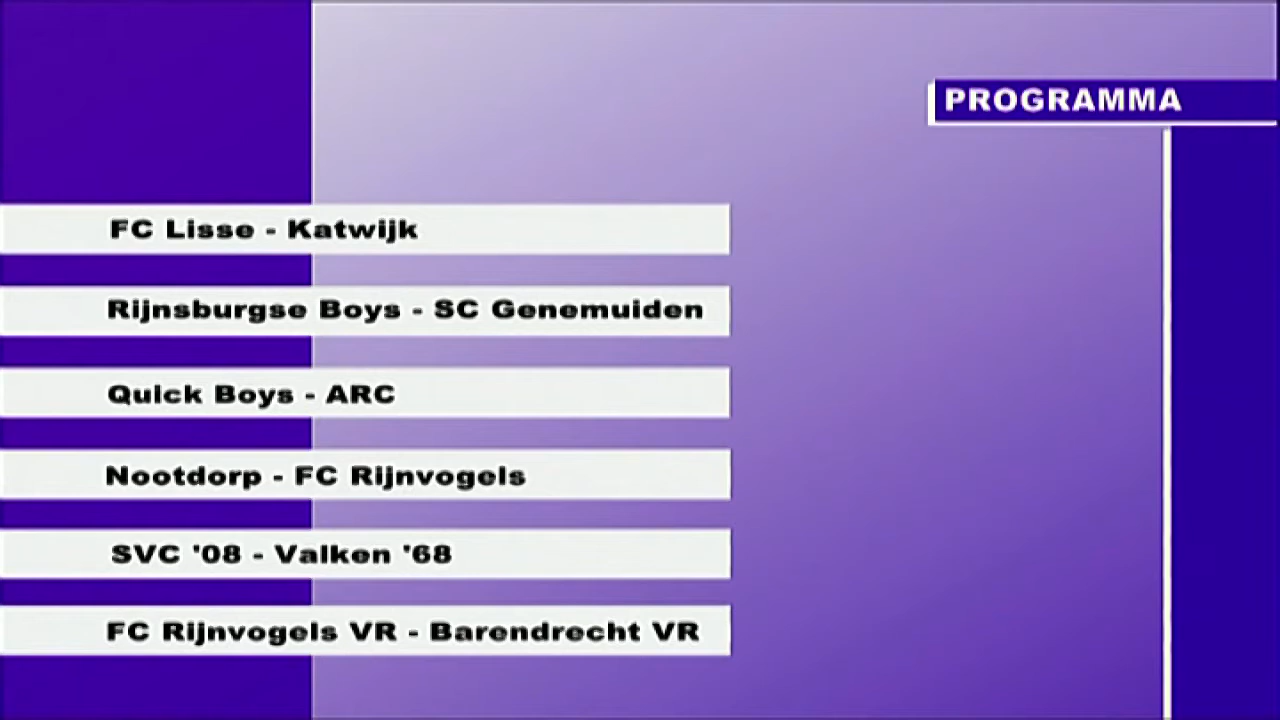 PROGRAMMA
FC Lisse - Katwijk
Rijnsburgse Boys - SC Genemuiden
Quick Boys - ARC
Nootdorp - FC Rijnvogels
SVC '08 - Valken '68
FC Rijnvogels VR - Barendrecht VR